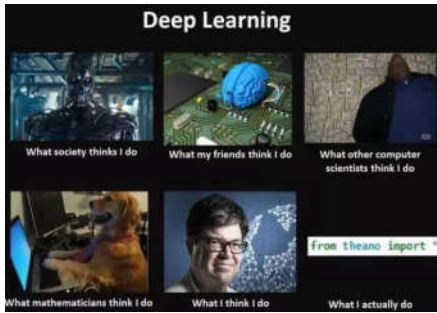 Deep Learning
What society thinks I do
What my friends think I do
What other computer
scientists think I do
What mathematicians think I do
What I think I do
from theano import *
What I actually do